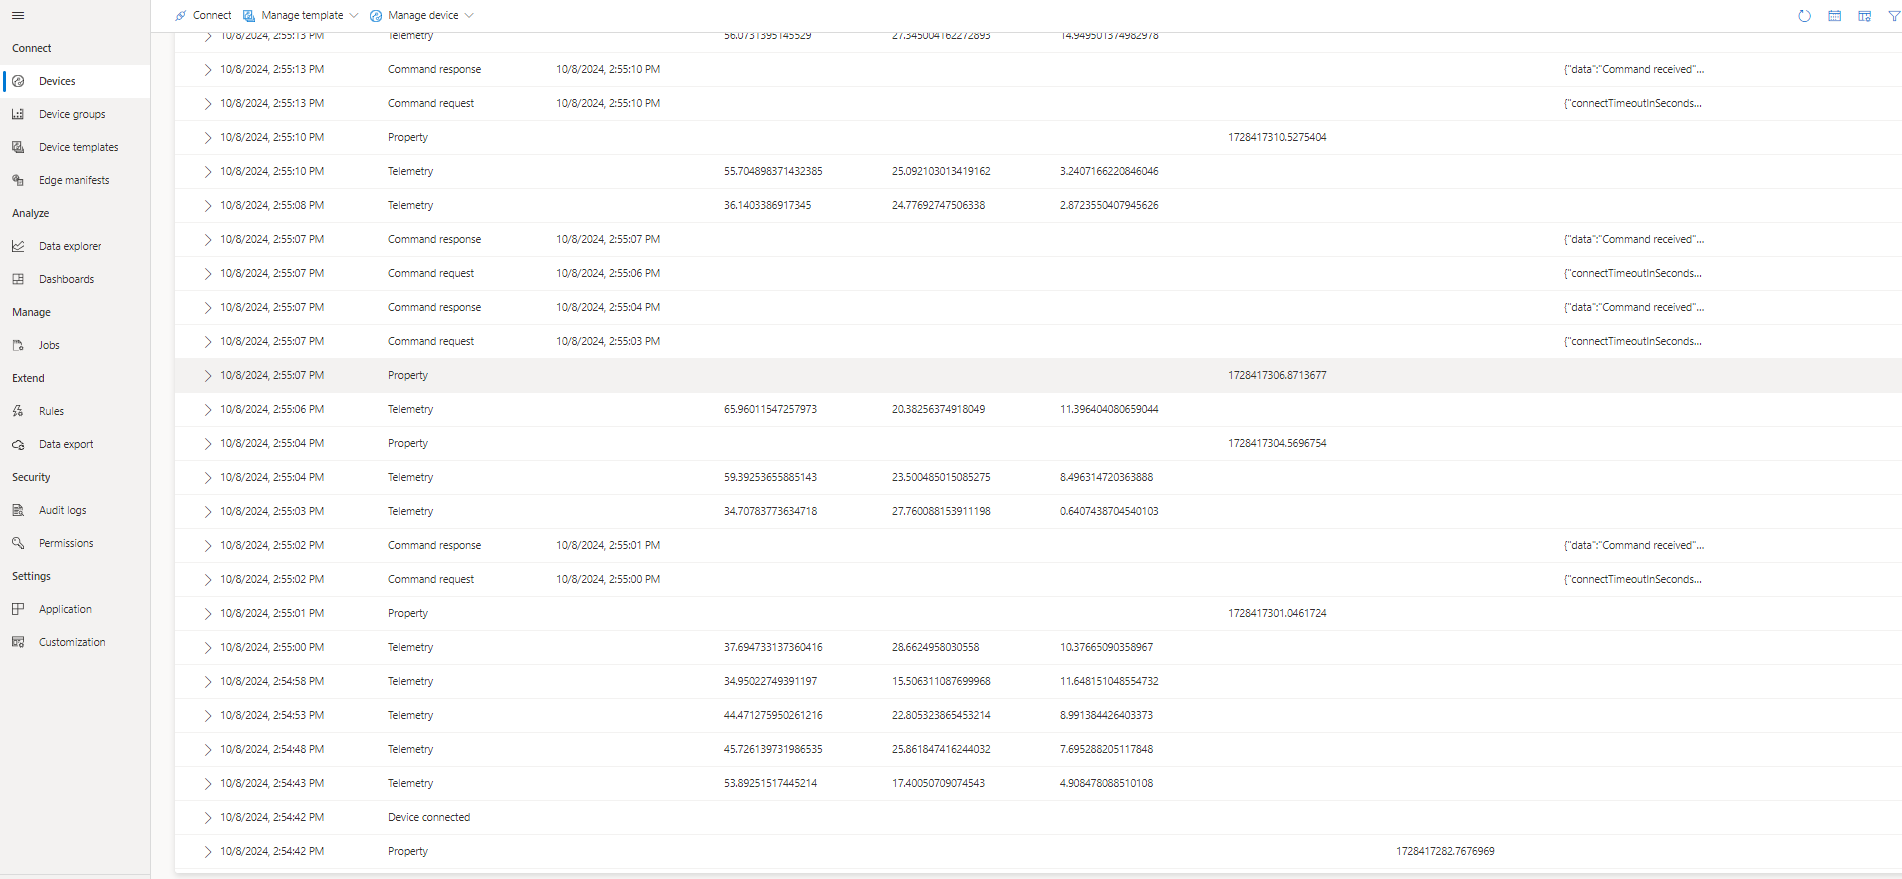 Connect Manage template Manage device
Connect
Devices
Device groups
Device templates
Edge manifests
Analyze
Data explorer
Dashboards
Manage
Jobs
Extend
Rules
Data export
Security
Audit logs
Permissions
Settings
Application
Customization
10/8/2024, 2:55:13 PM Telemetry 56.0731395145529 27.345004162272893 14.949501374982978
10/8/2024, 2:55:13 PM Command response 10/8/2024, 2:55:10 PM {"data":"Command received"...
10/8/2024, 2:55:13 PM Command request 10/8/2024, 2:55:10 PM {"connectTimeoutInSeconds...
10/8/2024, 2:55:10 PM Property 1728417310.5275404
10/8/2024, 2:55:10 PM Telemetry 55.704898371432385 25.092103013419162 3.2407166220846046
10/8/2024, 2:55:08 PM Telemetry 36.1403386917345 24.77692747506338 2.8723550407945626
10/8/2024, 2:55:07 PM Command response 10/8/2024, 2:55:07 PM {"data":"Command received"...
10/8/2024, 2:55:07 PM Command request 10/8/2024, 2:55:06 PM {"connectTimeoutInSeconds...
10/8/2024, 2:55:07 PM Command response 10/8/2024, 2:55:04 PM {"data":"Command received"...
10/8/2024, 2:55:07 PM Command request 10/8/2024, 2:55:03 PM {"connectTimeoutInSeconds...
10/8/2024, 2:55:07 PM Property 1728417306.8713677
10/8/2024, 2:55:06 PM Telemetry 65.96011547257973 20.38256374918049 11.396404080659044
10/8/2024, 2:55:04 PM Property 1728417304.5696754
10/8/2024, 2:55:04 PM Telemetry 59.39253655885143 23.500485015085275 8.496314720363888
10/8/2024, 2:55:03 PM Telemetry 34.70783773634718 27.760088153911198 0.6407438704540103
10/8/2024, 2:55:02 PM Command response 10/8/2024, 2:55:01 PM {"data":"Command received"...
10/8/2024, 2:55:02 PM Command request 10/8/2024, 2:55:00 PM {"connectTimeoutInSeconds...
10/8/2024, 2:55:01 PM Property 1728417301.0461724
10/8/2024, 2:55:00 PM Telemetry 37.694733137360416 28.6624958030558 10.37665090358967
10/8/2024, 2:54:58 PM Telemetry 34.95022749391197 15.506311087699968 11.648151048554732
10/8/2024, 2:54:53 PM Telemetry 44.471275950261216 22.805323865453214 8.991384426403373
10/8/2024, 2:54:48 PM Telemetry 45.726139731986535 25.861847416244032 7.695288205117848
10/8/2024, 2:54:43 PM Telemetry 53.89251517445214 17.40050709074543 4.908478088510108
10/8/2024, 2:54:42 PM Device connected
10/8/2024, 2:54:42 PM Property 1728417282.7676969